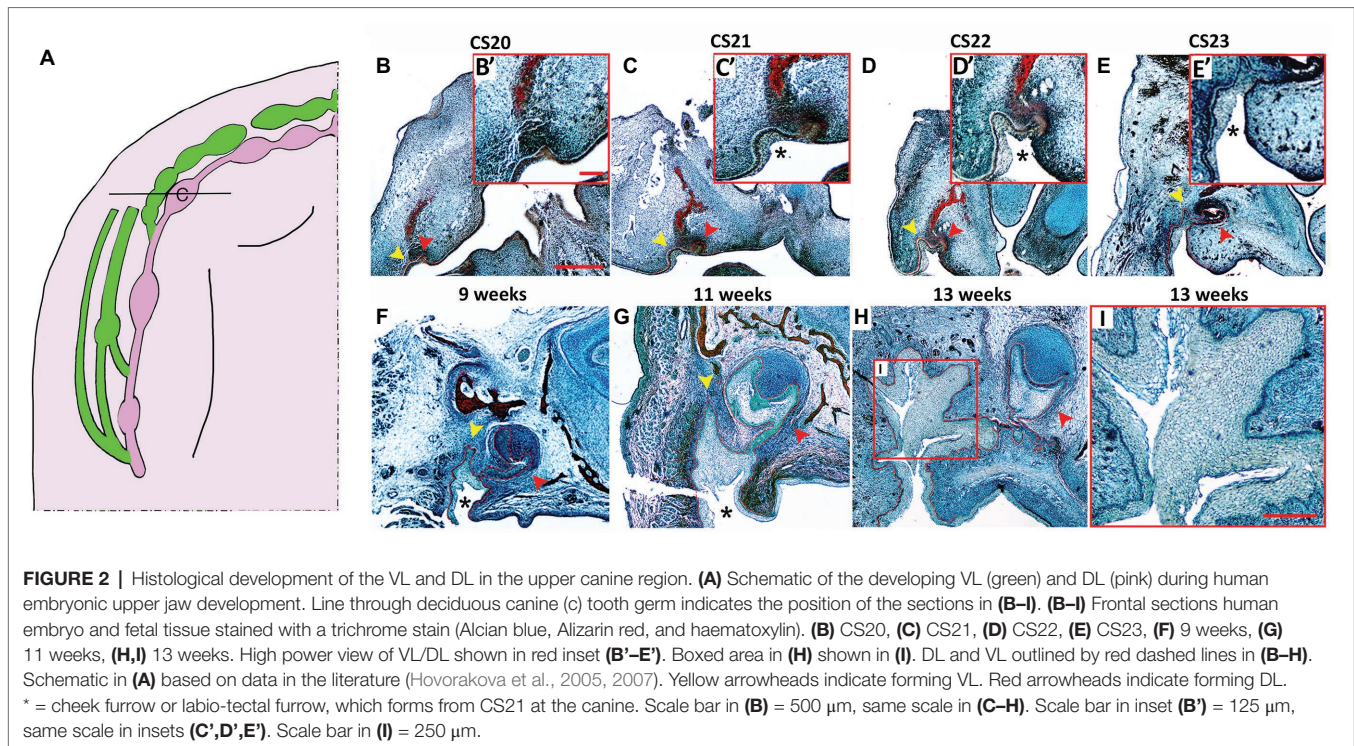 A
CS20
CS21
CS22
CS23
B
B'
C
C'
D
D'
E
E'
*
*
*
C
9 weeks
11 weeks
13 weeks
13 weeks
F
G
H
I
I
*
*
FIGURE 2 | Histological development of the VL and DL in the upper canine region. (A) Schematic of the developing VL (green) and DL (pink) during human
embryonic upper jaw development. Line through deciduous canine (c) tooth germ indicates the position of the sections in (B–I). (B–I) Frontal sections human
embryo and fetal tissue stained with a trichrome stain (Alcian blue, Alizarin red, and haematoxylin). (B) CS20, (C) CS21, (D) CS22, (E) CS23, (F) 9 weeks, (G)
11 weeks, (H,I) 13 weeks. High power view of VL/DL shown in red inset (B'–E'). Boxed area in (H) shown in (I). DL and VL outlined by red dashed lines in (B–H).
Schematic in (A) based on data in the literature (Hovorakova et al., 2005, 2007). Yellow arrowheads indicate forming VL. Red arrowheads indicate forming DL.
* = cheek furrow or labio-tectal furrow, which forms from CS21 at the canine. Scale bar in (B) = 500 μm, same scale in (C–H). Scale bar in inset (B') = 125 μm,
same scale in insets (C',D',E'). Scale bar in (I) = 250 μm.